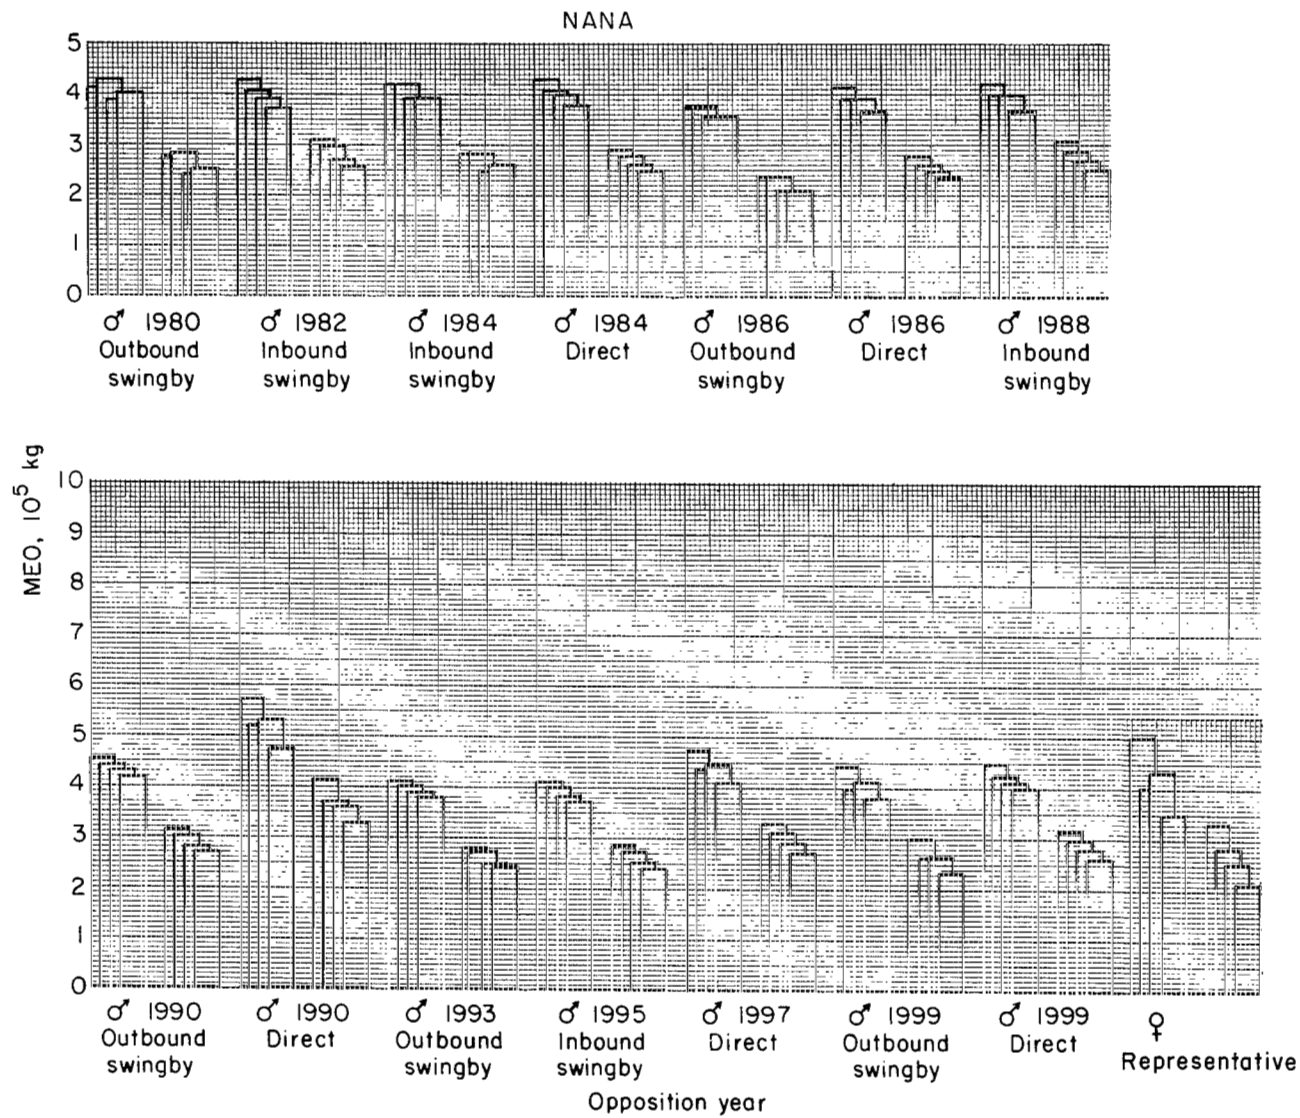 NANA
5
4
3
2
1
0
♂ 1980 ♂ 1982 ♂ 1984 ♂ 1984 ♂ 1986 ♂ 1986 ♂ 1988
Outbound Inbound Inbound Direct Outbound Direct Inbound
swingby swingby swingby swingby swingby
MEO, 10⁵ kg
10
9
8
7
6
5
4
3
2
1
0
♂ 1990 ♂ 1990 ♂ 1993 ♂ 1995 ♂ 1997 ♂ 1999 ♂ 1999 ♀
Outbound Direct Outbound Inbound Direct Outbound Direct Representative
swingby swingby swingby swingby
Opposition year